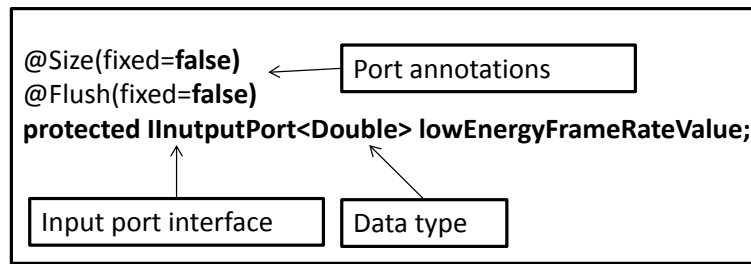 @Size(fixed=false)
Port annotations
@Flush(fixed=false)
protected IInutputPort<Double> lowEnergyFrameRateValue;
Input port interface
Data type